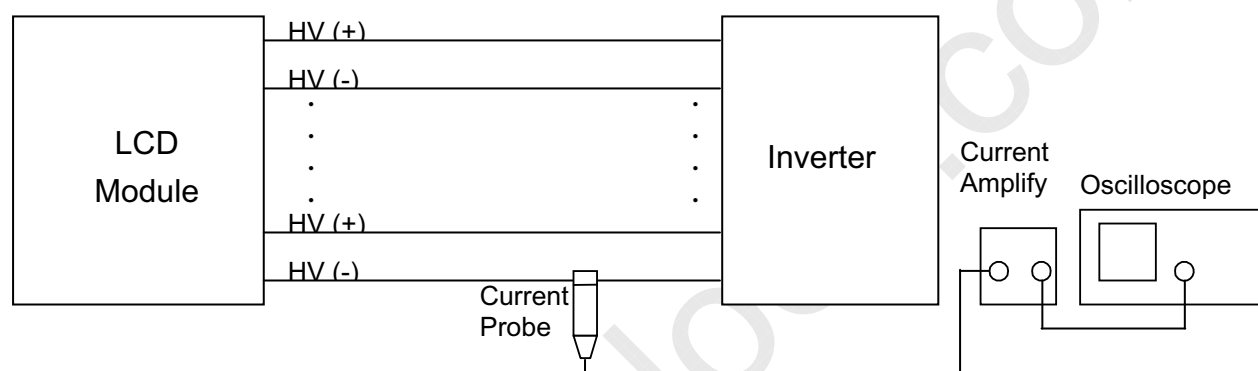 HV (+)
HV (-)
LCD
Module
Inverter
Current
Amplify
Oscilloscope
HV (+)
HV (-)
Current
Probe